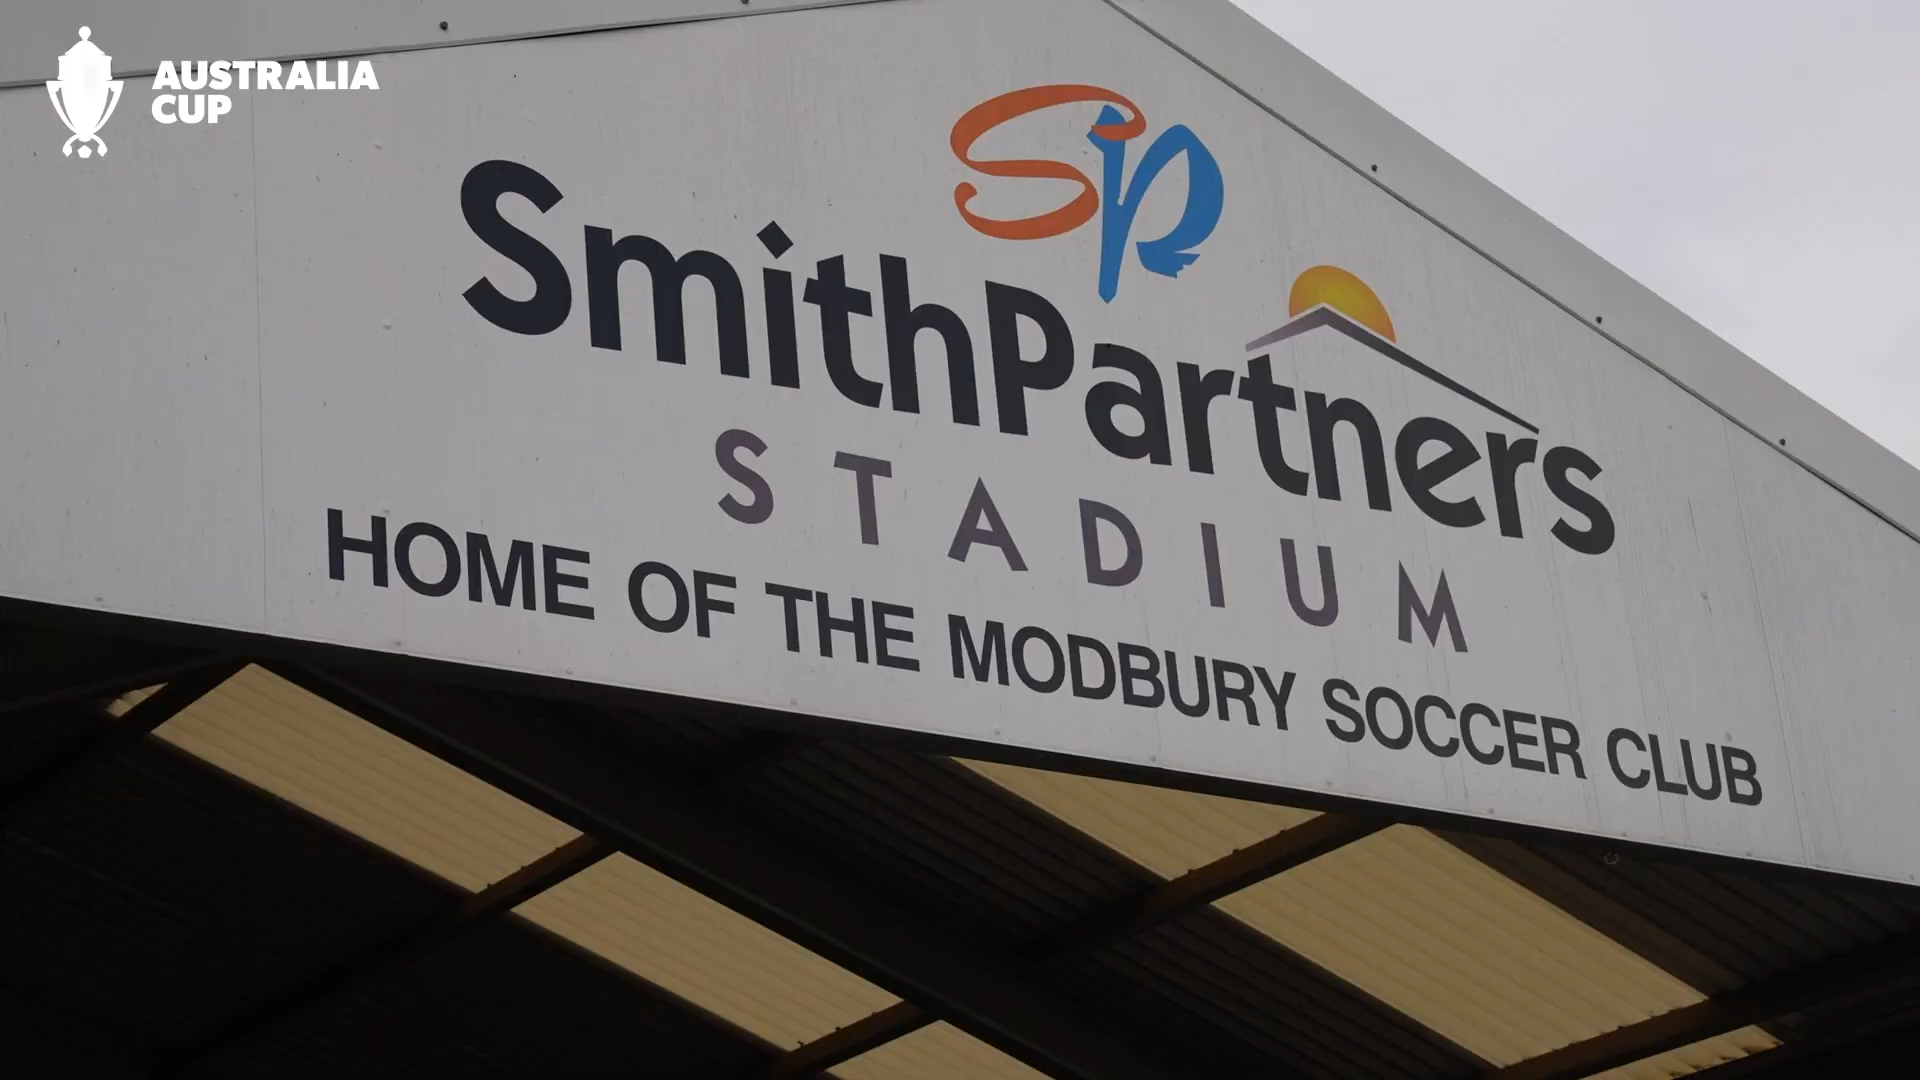 AUSTRALIA
CUP
SP
SmithPartners
STADIUM
HOME OF THE MODBURY SOCCER CLUB